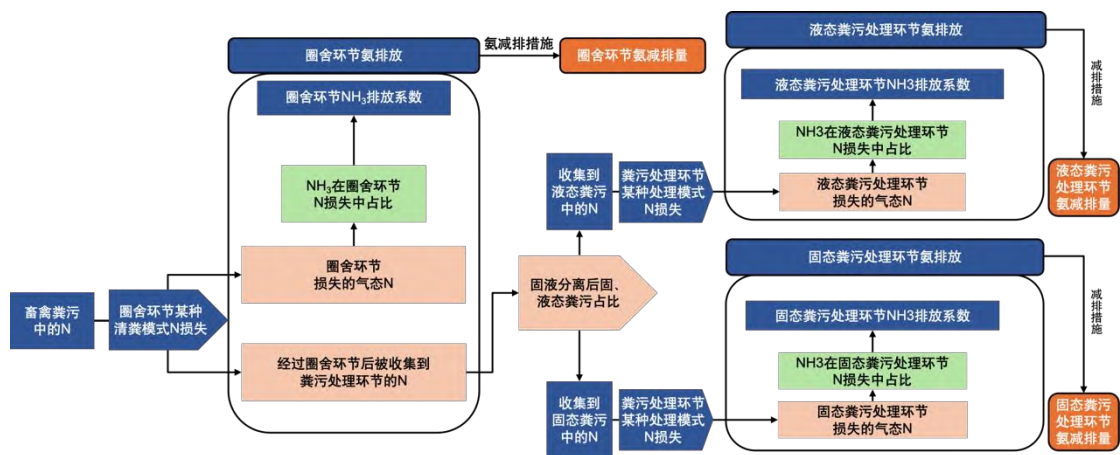 圈舍环节氨排放
氨减排措施
圈舍环节氨减排量
圈舍环节NH₃排放系数
NH₃在圈舍环节
N损失中占比
圈舍环节
损失的气态N
畜禽粪污
中的N
圈舍环节某种
清粪模式N损失
经过圈舍环节后被收集到
粪污处理环节的N
固液分离后固、
液态粪污占比
收集到
液态粪污
中的N
粪污处理环节
某种处理模式
N损失
液态粪污处理环节氨排放
液态粪污处理环节NH3排放系数
NH3在液态粪污处理环节
N损失中占比
液态粪污处理环节
损失的气态N
减排措施
液态粪污
处理环节
氨减排量
收集到
固态粪污
中的N
粪污处理环节
某种处理模式
N损失
固态粪污处理环节氨排放
固态粪污处理环节NH3排放系数
NH3在固态粪污处理环节
N损失中占比
固态粪污处理环节
损失的气态N
减排措施
固态粪污
处理环节
氨减排量